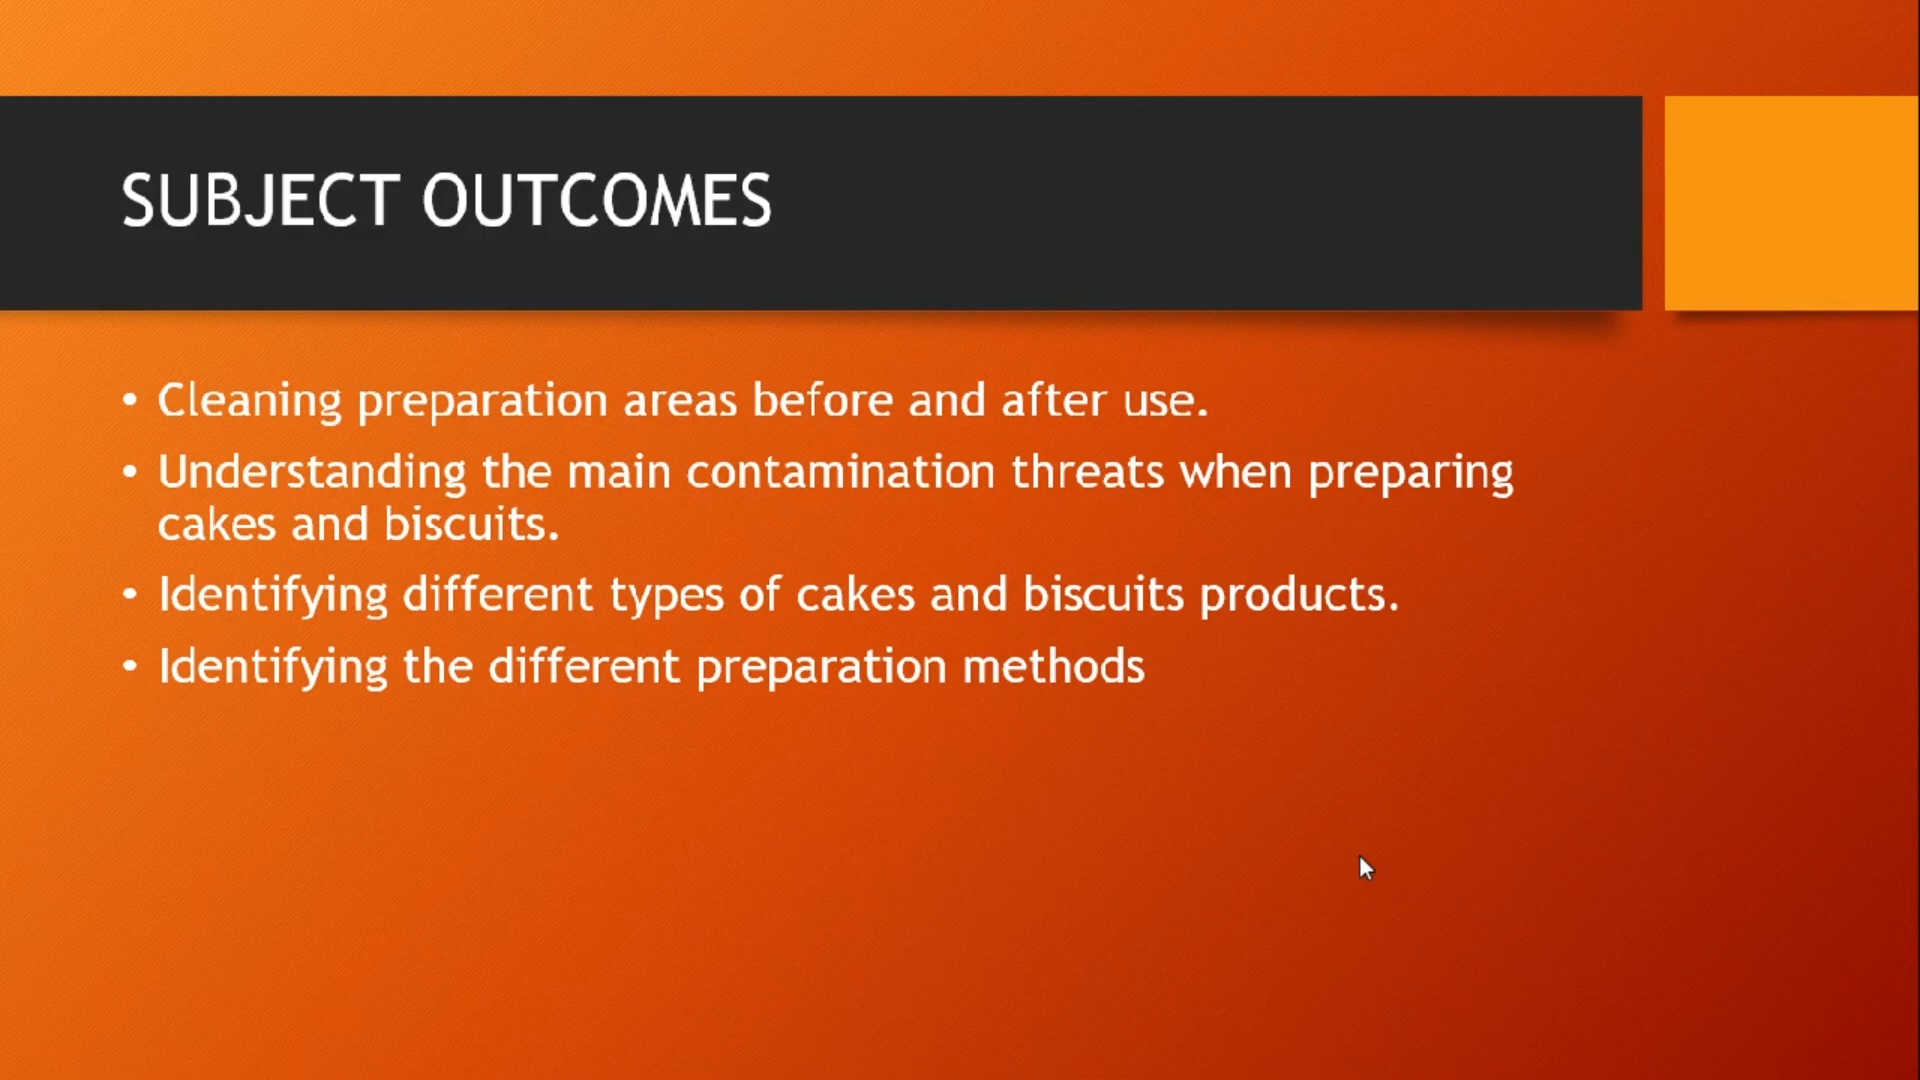 SUBJECT OUTCOMES
• Cleaning preparation areas before and after use.
• Understanding the main contamination threats when preparing
cakes and biscuits.
• Identifying different types of cakes and biscuits products.
• Identifying the different preparation methods